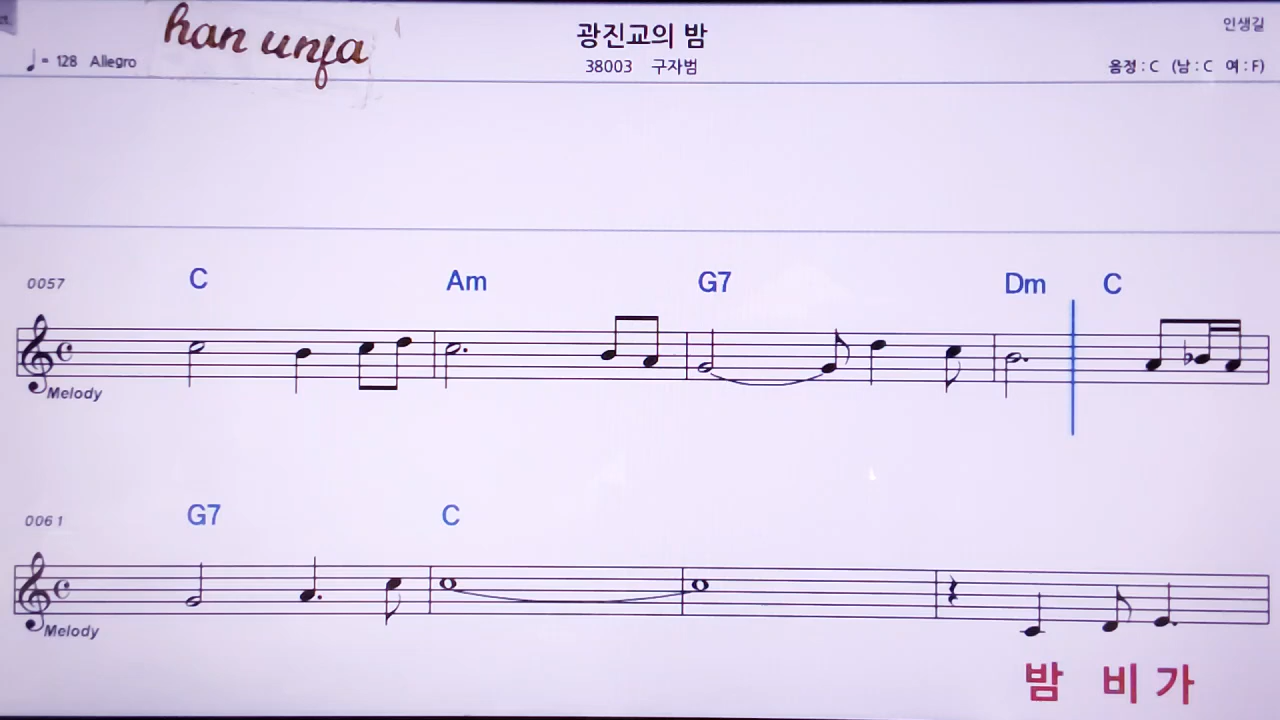 han unfa
광진교의 밤
인생길
♩= 128 Allegro
38003 구자범
음정 : C (남 : C 여 : F)
0057
C Am G7 Dm C
Melody
0061
G7 C
Melody
밤 비 가